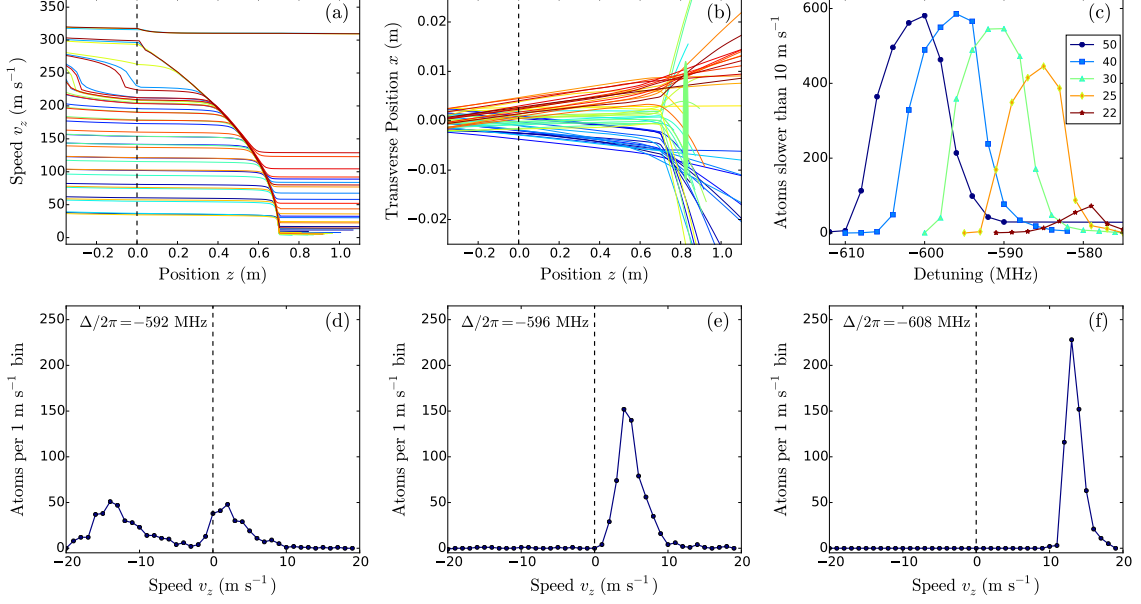 (a)
Speed v_z (m s⁻¹)
350
300
250
200
150
100
50
0
−0.2 0.0 0.2 0.4 0.6 0.8 1.0
Position z (m)
(b)
Transverse Position x (m)
0.02
0.01
0.00
−0.01
−0.02
−0.2 0.0 0.2 0.4 0.6 0.8 1.0
Position z (m)
(c)
Atoms slower than 10 m s⁻¹
600
400
200
0
50
40
30
25
22
−610 −600 −590 −580
Detuning (MHz)
Δ/2π=−592 MHz
(d)
Atoms per 1 m s⁻¹ bin
250
200
150
100
50
0
−20 −10 0 10 20
Speed v_z (m s⁻¹)
Δ/2π=−596 MHz
(e)
Atoms per 1 m s⁻¹ bin
250
200
150
100
50
0
−20 −10 0 10 20
Speed v_z (m s⁻¹)
Δ/2π=−608 MHz
(f)
Atoms per 1 m s⁻¹ bin
250
200
150
100
50
0
−20 −10 0 10 20
Speed v_z (m s⁻¹)